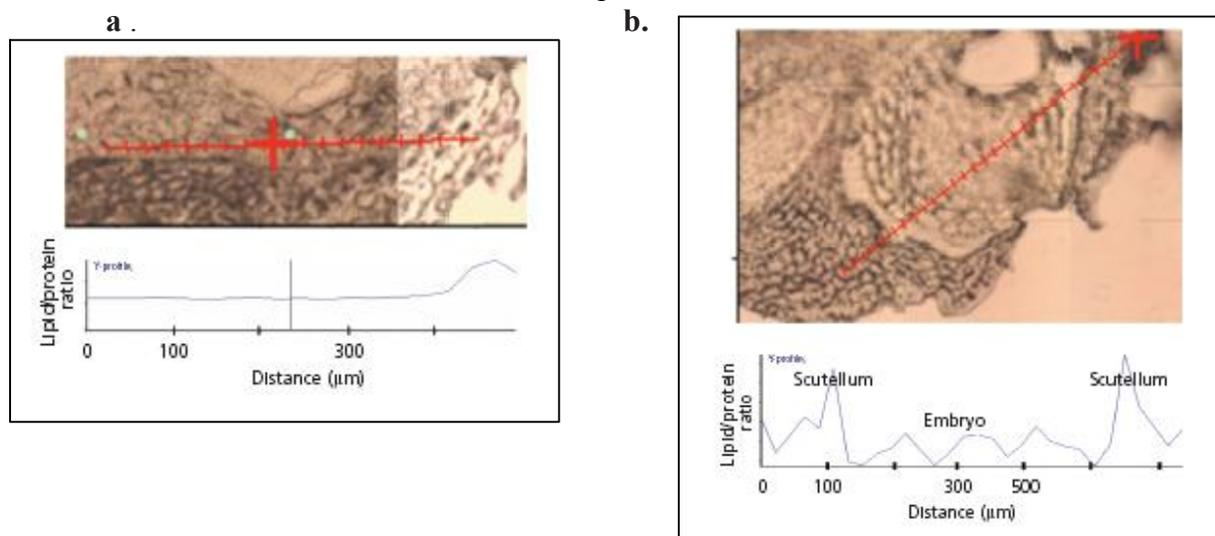 a .
Lipid/protein
ratio
Y-profile,
0 100 300
Distance (µm)
b.
Lipid/protein
ratio
Y-profile,
Scutellum Scutellum
Embryo
0 100 300 500
Distance (µm)